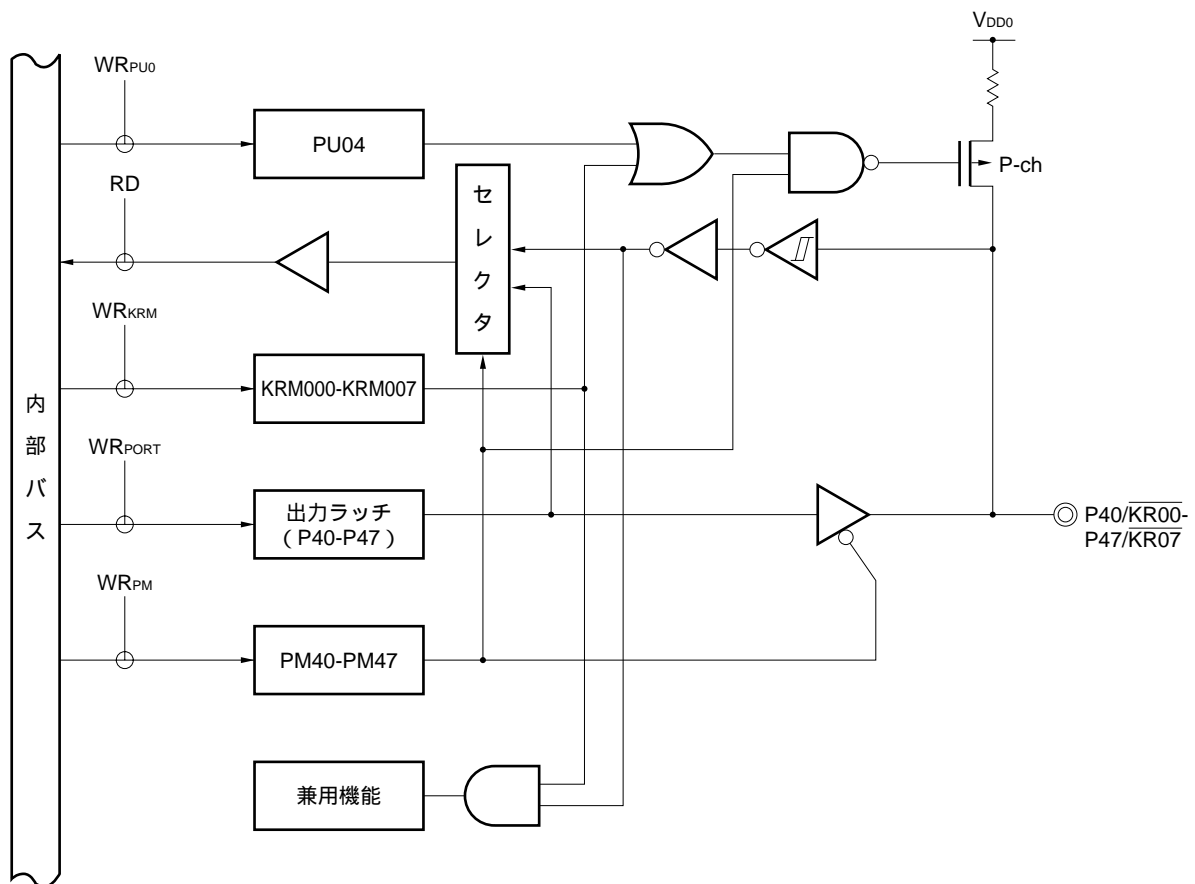 VDD0
WRPU0
PU04
P-ch
RD
セレクタ
WRKRM
KRM000-KRM007
内部バス
WRPORT
出力ラッチ
（P40-P47）
P40/KR00-
P47/KR07
WRPM
PM40-PM47
兼用機能